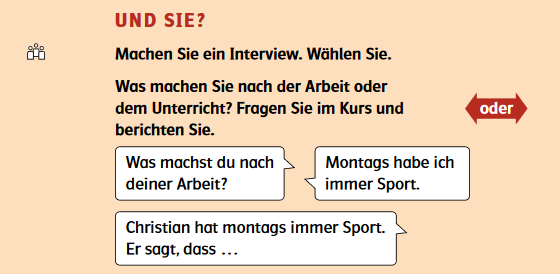 UND SIE?
Machen Sie ein Interview. Wählen Sie.
Was machen Sie nach der Arbeit oder
dem Unterricht? Fragen Sie im Kurs und
berichten Sie.
oder
Was machst du nach
deiner Arbeit?
Montags habe ich
immer Sport.
Christian hat montags immer Sport.
Er sagt, dass …